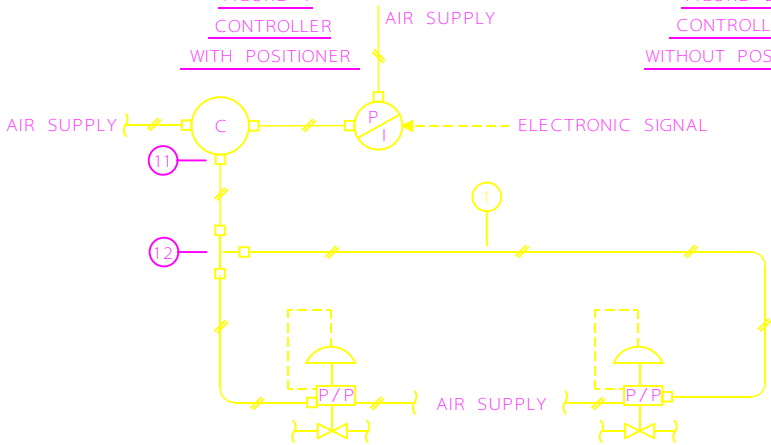 AIR SUPPLY
CONTROLLER
WITH POSITIONER
CONTROLL
WITHOUT POS
P
I
AIR SUPPLY
C
ELECTRONIC SIGNAL
11
1
12
P/P
AIR SUPPLY
P/P